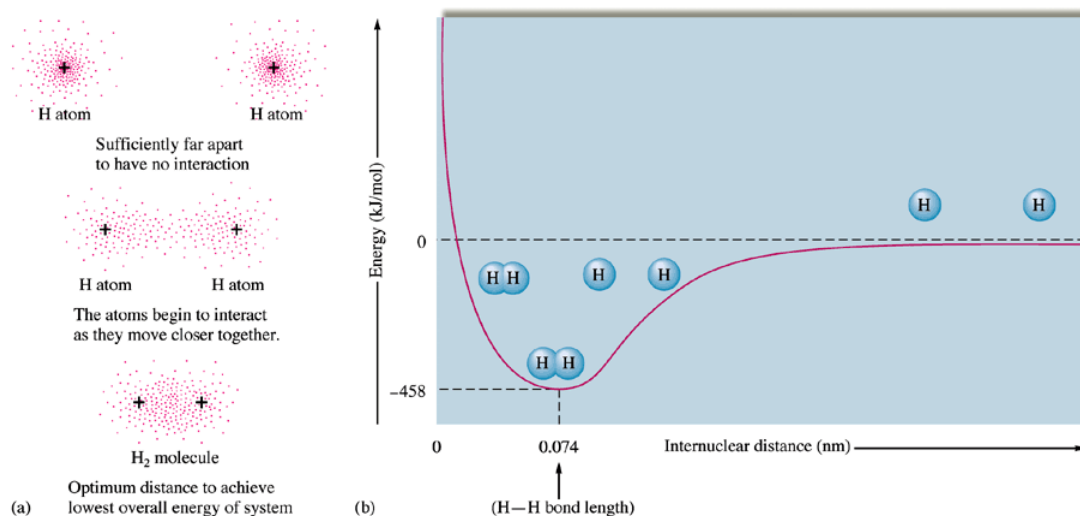 H atom
H atom
Sufficiently far apart
to have no interaction
H atom
H atom
The atoms begin to interact
as they move closer together.
H₂ molecule
Optimum distance to achieve
lowest overall energy of system
(a)
Energy (kJ/mol)
0
–458
H
H
H
H
H
H
H
H
0
0.074
Internuclear distance (nm)
(H—H bond length)
(b)